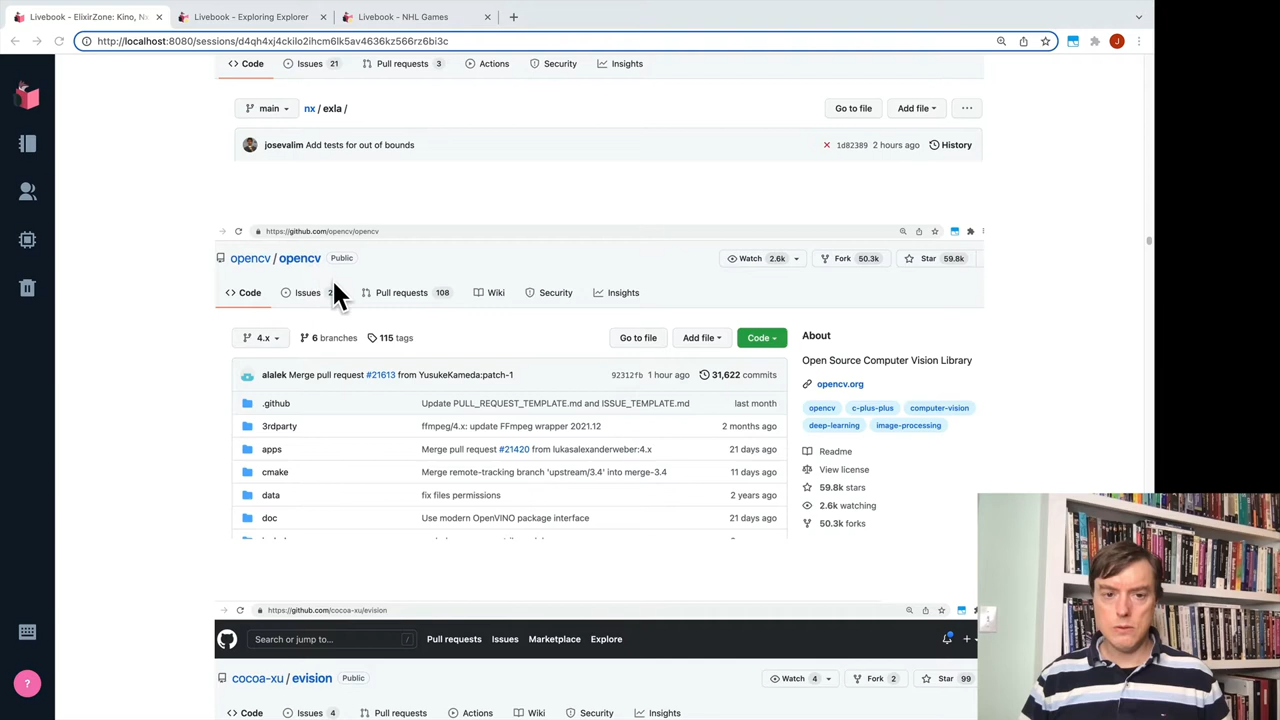 Livebook - ElixirZone: Kino, Nx
Livebook - Exploring Explorer
Livebook - NHL Games
http://localhost:8080/sessions/d4qh4xj4ckilo2ihcm6lk5av4636kz566rz6bi3c
J
Code Issues 21 Pull requests 3 Actions Security Insights
main nx / exla / Go to file Add file ...
josevalim Add tests for out of bounds 1d82389 2 hours ago History
https://github.com/opencv/opencv
opencv / opencv Public Watch 2.6k Fork 50.3k Star 59.8k
Code Issues Pull requests 108 Wiki Security Insights
4.x 6 branches 115 tags Go to file Add file Code About
Open Source Computer Vision Library
alalek Merge pull request #21613 from YusukeKameda:patch-1 92312fb 1 hour ago 31,622 commits
opencv.org
.github Update PULL_REQUEST_TEMPLATE.md and ISSUE_TEMPLATE.md last month
opencv c-plus-plus computer-vision
3rdparty ffmpeg/4.x: update FFmpeg wrapper 2021.12 2 months ago
deep-learning image-processing
apps Merge pull request #21420 from lukasalexanderweber:4.x 21 days ago
Readme
cmake Merge remote-tracking branch 'upstream/3.4' into merge-3.4 11 days ago
View license
data fix files permissions 2 years ago
59.8k stars
2.6k watching
doc Use modern OpenVINO package interface 21 days ago
50.3k forks
https://github.com/cocoa-xu/evision
Search or jump to... / Pull requests Issues Marketplace Explore
cocoa-xu / evision Public Watch 4 Fork 2 Star 99
Code Issues 4 Pull requests Actions Wiki Security Insights
?